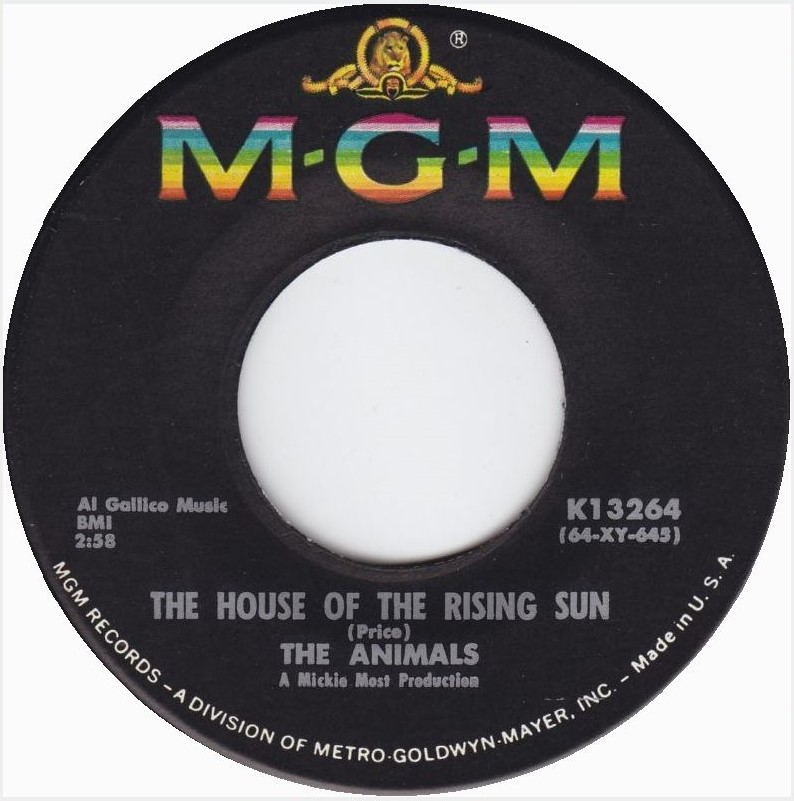 ®
M-G-M
Al Gallico Music
BMI
2:58
K13264
(64-XY-645)
THE HOUSE OF THE RISING SUN
(Price)
THE ANIMALS
A Mickie Most Production
MGM RECORDS – A DIVISION OF METRO-GOLDWYN-MAYER, INC. – Made in U. S. A.